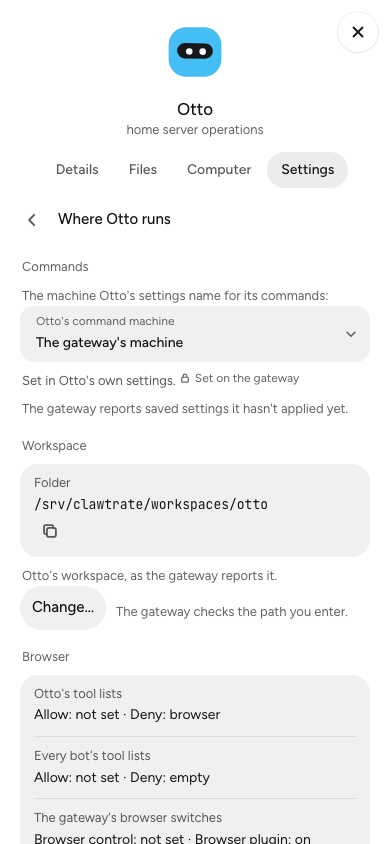 Otto
home server operations
Details Files Computer Settings
Where Otto runs
Commands
The machine Otto's settings name for its commands:
Otto's command machine
The gateway's machine
Set in Otto's own settings. Set on the gateway
The gateway reports saved settings it hasn't applied yet.
Workspace
Folder
/srv/clawtrate/workspaces/otto
Otto's workspace, as the gateway reports it.
Change... The gateway checks the path you enter.
Browser
Otto's tool lists
Allow: not set · Deny: browser
Every bot's tool lists
Allow: not set · Deny: empty
The gateway's browser switches
Browser control: not set · Browser plugin: on